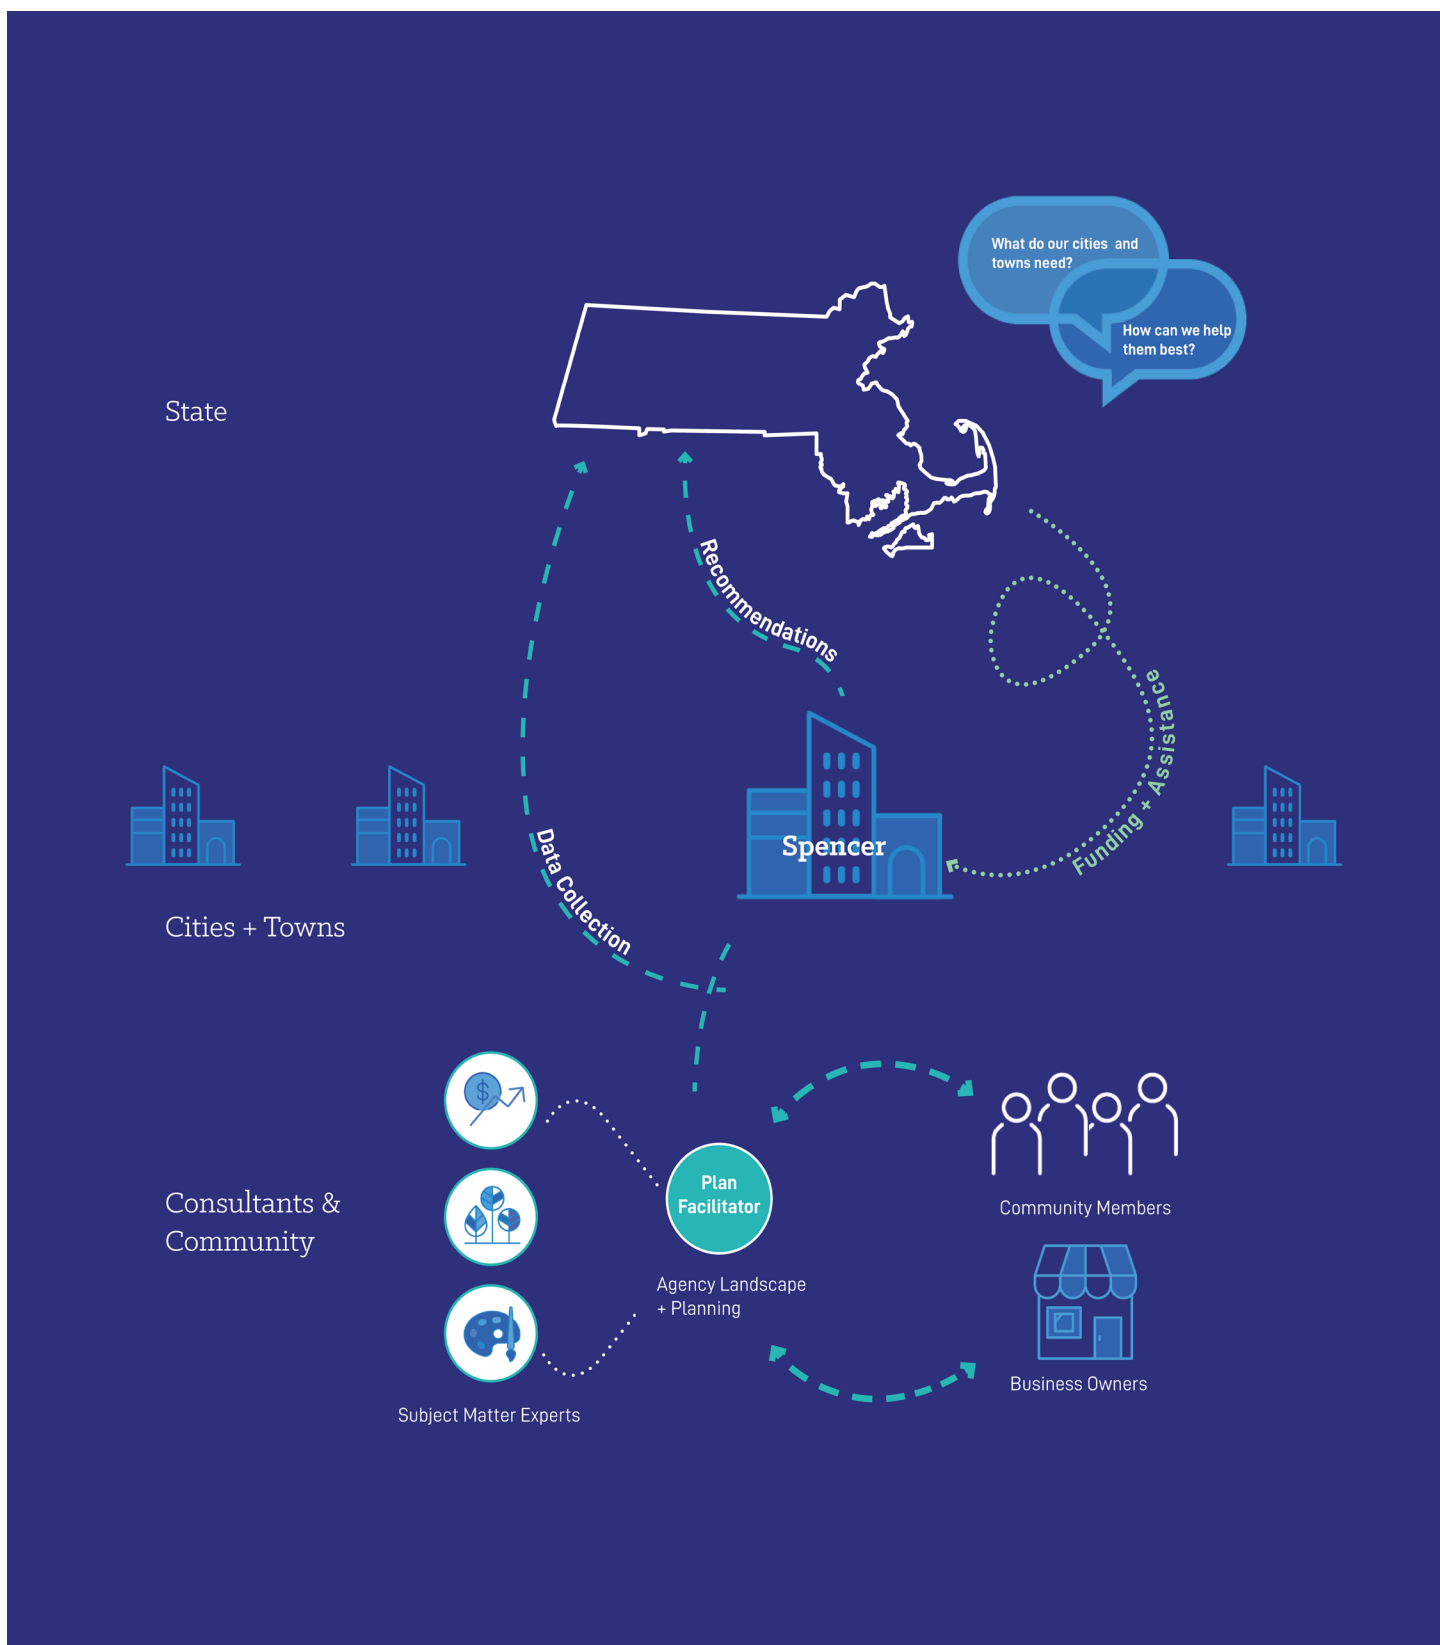 What do our cities and
towns need?
How can we help
them best?
State
Recommendations
Funding + Assistance
Data Collection
Spencer
Cities + Towns
Plan
Facilitator
Consultants &
Community
Community Members
Agency Landscape
+ Planning
Business Owners
Subject Matter Experts